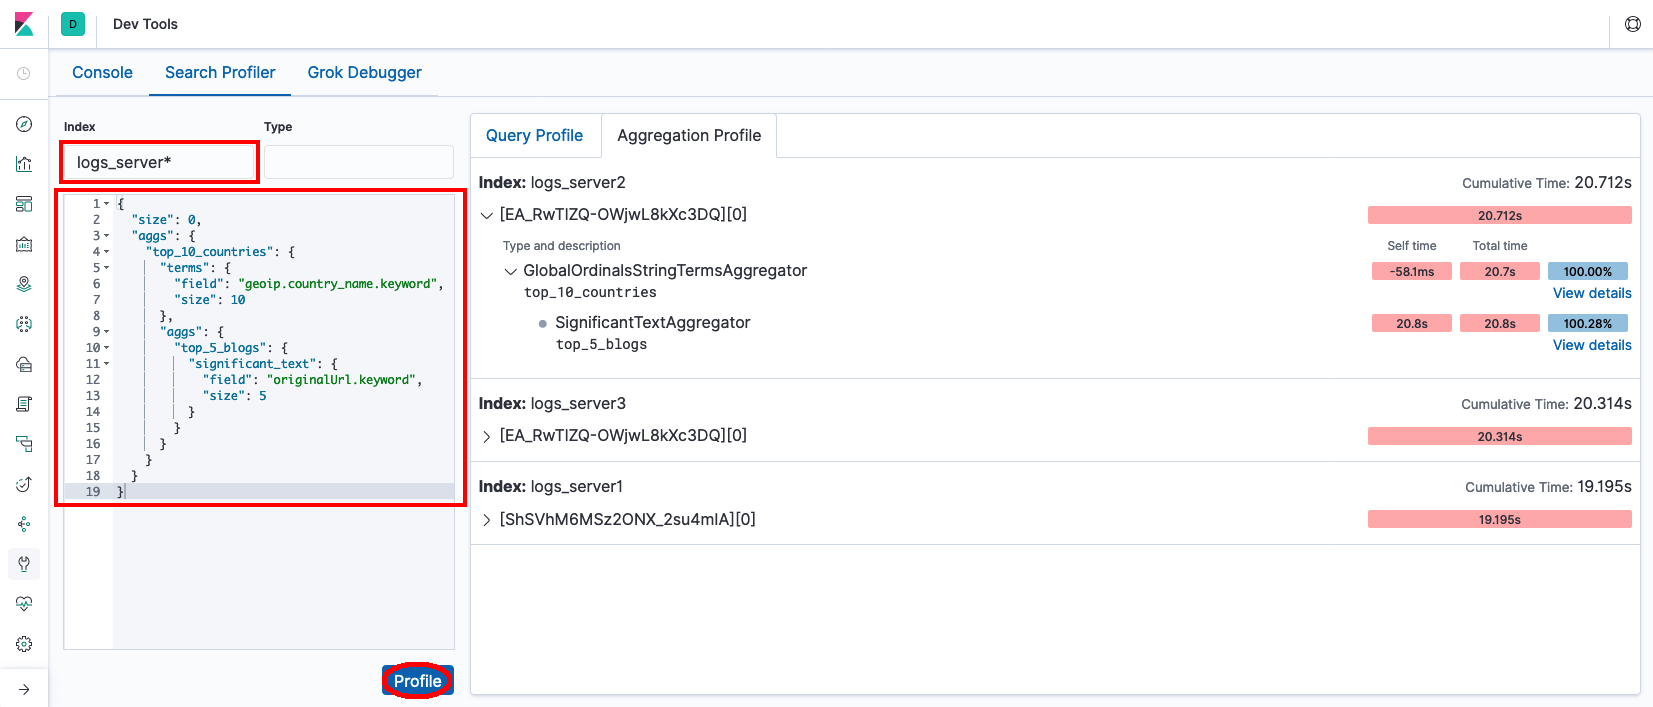 D Dev Tools
Console Search Profiler Grok Debugger
Index Type
logs_server*
1 {
2 "size": 0,
3 "aggs": {
4 "top_10_countries": {
5 "terms": {
6 "field": "geoip.country_name.keyword",
7 "size": 10
8 },
9 "aggs": {
10 "top_5_blogs": {
11 "significant_text": {
12 "field": "originalUrl.keyword",
13 "size": 5
14 }
15 }
16 }
17 }
18 }
19 }
Profile
Query Profile Aggregation Profile
Index: logs_server2 Cumulative Time: 20.712s
[EA_RwTlZQ-OWjwL8kXc3DQ][0] 20.712s
Type and description Self time Total time
GlobalOrdinalsStringTermsAggregator -58.1ms 20.7s 100.00%
top_10_countries View details
SignificantTextAggregator 20.8s 20.8s 100.28%
top_5_blogs View details
Index: logs_server3 Cumulative Time: 20.314s
[EA_RwTlZQ-OWjwL8kXc3DQ][0] 20.314s
Index: logs_server1 Cumulative Time: 19.195s
[ShSVhM6MSz2ONX_2su4mlA][0] 19.195s